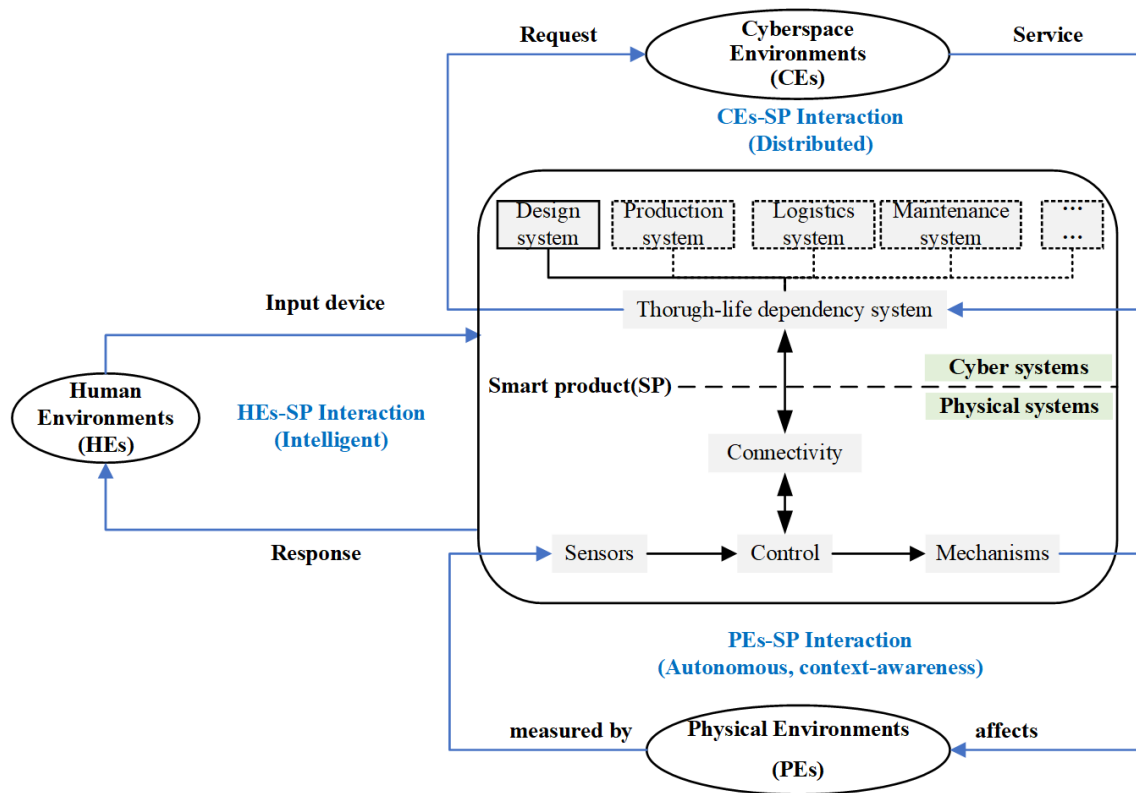 Request
Cyberspace
Environments
(CEs)
Service
CEs-SP Interaction
(Distributed)
Design
system
Production
system
Logistics
system
Maintenance
system
...
...
Thorugh-life dependency system
Input device
Smart product(SP)
Cyber systems
Physical systems
Human
Environments
(HEs)
HEs-SP Interaction
(Intelligent)
Connectivity
Response
Sensors
Control
Mechanisms
PEs-SP Interaction
(Autonomous, context-awareness)
measured by
Physical Environments
(PEs)
affects